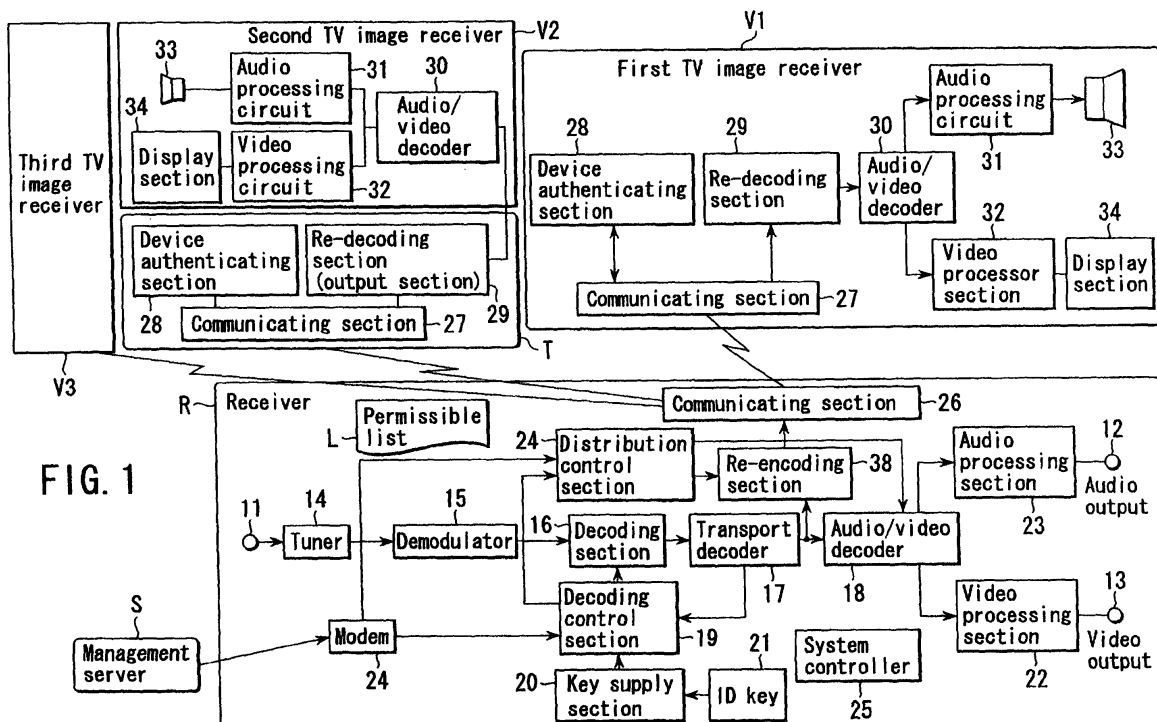 V1
Second TV image receiver
V2
33
Audio
processing
circuit
31
30
Audio/
video
decoder
34
Display
section
Video
processing
circuit
32
Third TV
image
receiver
V3
Device
authenticating
section
28
Re-decoding
section
(output section)
29
Communicating section
27
T
First TV image receiver
28
Device
authenticating
section
29
Re-decoding
section
30
Audio/
video
decoder
Audio
processing
circuit
31
33
32
Video
processor
section
34
Display
section
Communicating section
27
R
Receiver
L
Permissible
list
Communicating section
26
24
Distribution
control
section
Re-encoding
section
38
Audio
processing
section
23
12
Audio
output
FIG. 1
11
14
Tuner
15
Demodulator
16
Decoding
section
Transport
decoder
17
Audio/video
decoder
18
S
Management
server
Modem
24
Decoding
control
section
19
20
Key supply
section
21
ID key
System
controller
25
Video
processing
section
22
13
Video
output